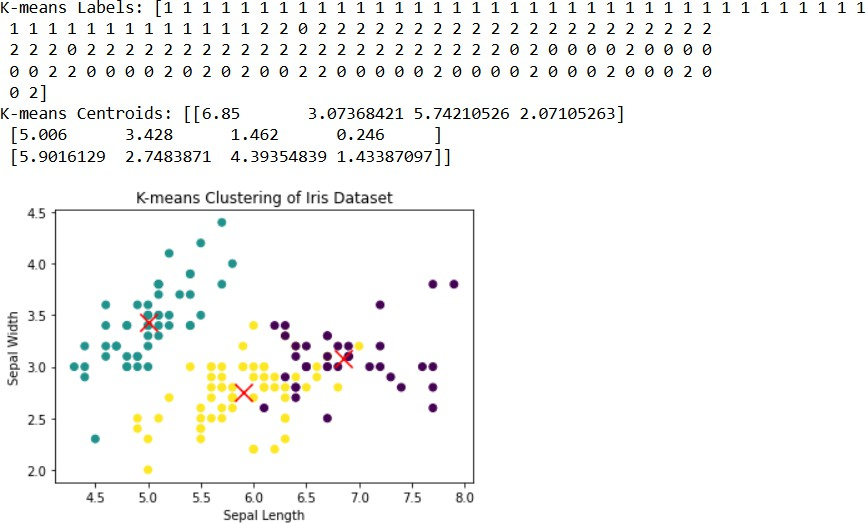 K-means Labels: [1 1 1 1 1 1 1 1 1 1 1 1 1 1 1 1 1 1 1 1 1 1 1 1 1 1 1 1 1 1 1 1 1 1 1 1 1
1 1 1 1 1 1 1 1 1 1 1 1 1 2 2 0 2 2 2 2 2 2 2 2 2 2 2 2 2 2 2 2 2 2 2 2 2
2 2 2 0 2 2 2 2 2 2 2 2 2 2 2 2 2 2 2 2 2 2 2 2 2 2 0 2 0 0 0 0 2 0 0 0 0
0 0 2 2 0 0 0 0 2 0 2 0 2 0 0 2 2 0 0 0 0 0 2 0 0 0 0 2 0 0 0 2 0 0 0 2 0
0 2]
K-means Centroids: [[6.85 3.07368421 5.74210526 2.07105263]
[5.006 3.428 1.462 0.246 ]
[5.9016129 2.7483871 4.39354839 1.43387097]]
K-means Clustering of Iris Dataset
4.5
4.0
3.5
3.0
2.5
2.0
Sepal Width
4.5 5.0 5.5 6.0 6.5 7.0 7.5 8.0
Sepal Length